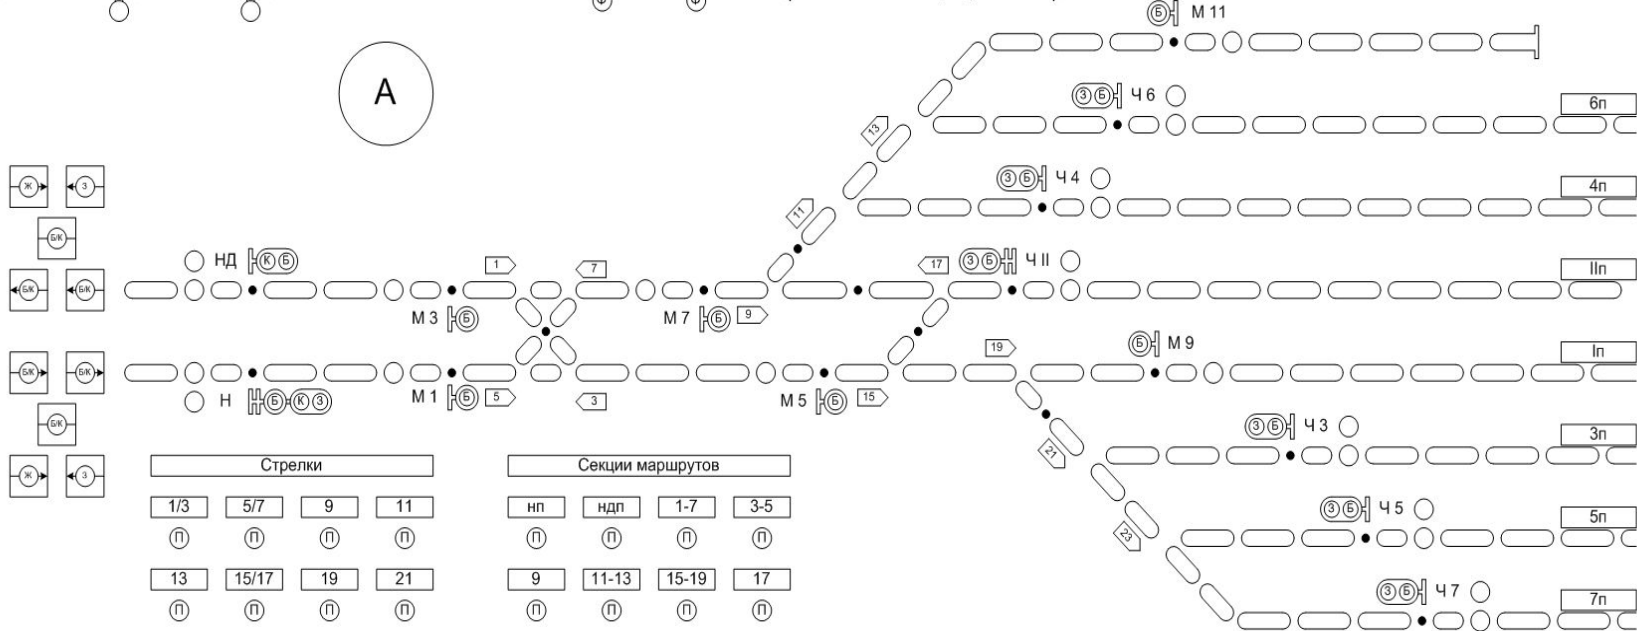 М 11
З Б Ч 6
6п
А
13
З Б Ч 4
4п
Ж З
11
Б/К
НД К Б
1
7
17
З Б Ч II
IIп
Б/К Б/К
М 3 Б
М 7 Б
9
19
Б М 9
Iп
Б/К Б/К
Н Б К З
М 1 Б
5
3
М 5 Б
15
З Б Ч 3
3п
Б/К
21
Стрелки
Секции маршрутов
Ж З
1/3 5/7 9 11
нп ндп 1-7 3-5
З Б Ч 5
5п
П П П П
П П П П
23
13 15/17 19 21
9 11-13 15-19 17
З Б Ч 7
7п
П П П П
П П П П